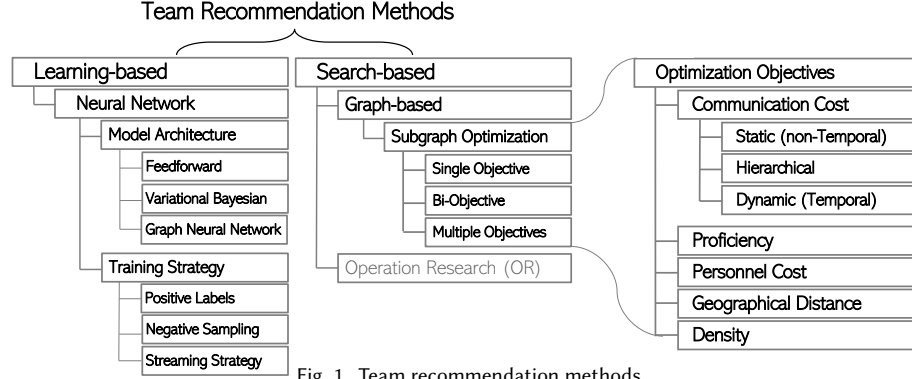 Team Recommendation Methods
Learning-based
Neural Network
Model Architecture
Feedforward
Variational Bayesian
Graph Neural Network
Training Strategy
Positive Labels
Negative Sampling
Streaming Strategy
Search-based
Graph-based
Subgraph Optimization
Single Objective
Bi-Objective
Multiple Objectives
Operation Research (OR)
Optimization Objectives
Communication Cost
Static (non-Temporal)
Hierarchical
Dynamic (Temporal)
Proficiency
Personnel Cost
Geographical Distance
Density
Fig. 1. Team recommendation methods